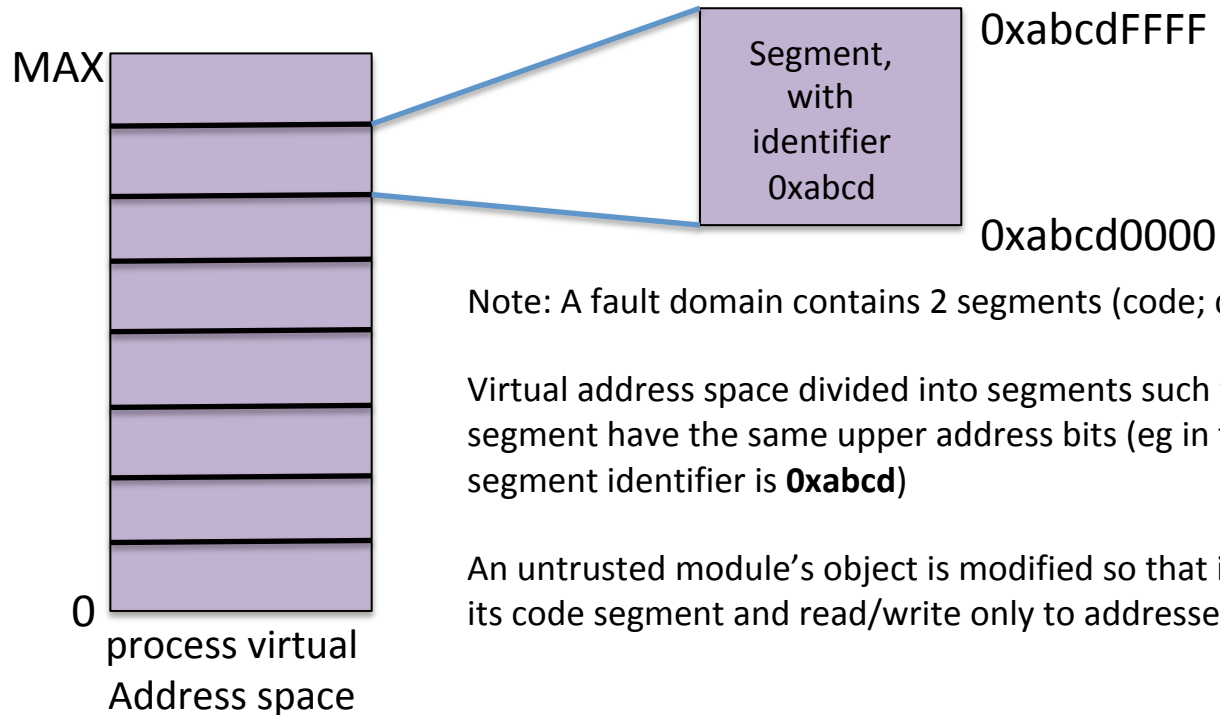 MAX
0
process virtual
Address space
Segment,
with
identifier
0xabcd
0xabcdFFFF
0xabcd0000
Note: A fault domain contains 2 segments (code;
Virtual address space divided into segments such
segment have the same upper address bits (eg in
segment identifier is 0xabcd)
An untrusted module’s object is modified so that
its code segment and read/write only to addresse